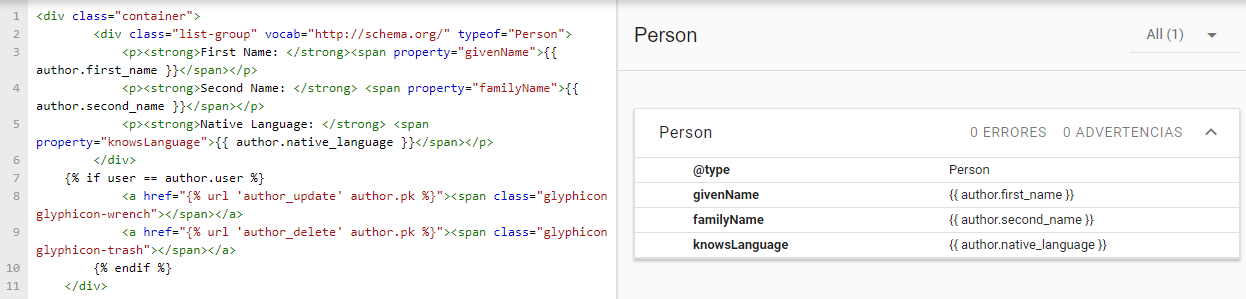 1 <div class="container">
2 <div class="list-group" vocab="http://schema.org/" typeof="Person">
3 <p><strong>First Name: </strong><span property="givenName">{{
author.first_name }}</span></p>
4 <p><strong>Second Name: </strong> <span property="familyName">{{
author.second_name }}</span></p>
5 <p><strong>Native Language: </strong> <span
property="knowsLanguage">{{ author.native_language }}</span></p>
6 </div>
7 {% if user == author.user %}
8 <a href="{% url 'author_update' author.pk %}"><span class="glyphicon
glyphicon-wrench"></span></a>
9 <a href="{% url 'author_delete' author.pk %}"><span class="glyphicon
glyphicon-trash"></span></a>
10 {% endif %}
11 </div>
Person
All (1)
Person 0 ERRORES 0 ADVERTENCIAS
@type Person
givenName {{ author.first_name }}
familyName {{ author.second_name }}
knowsLanguage {{ author.native_language }}